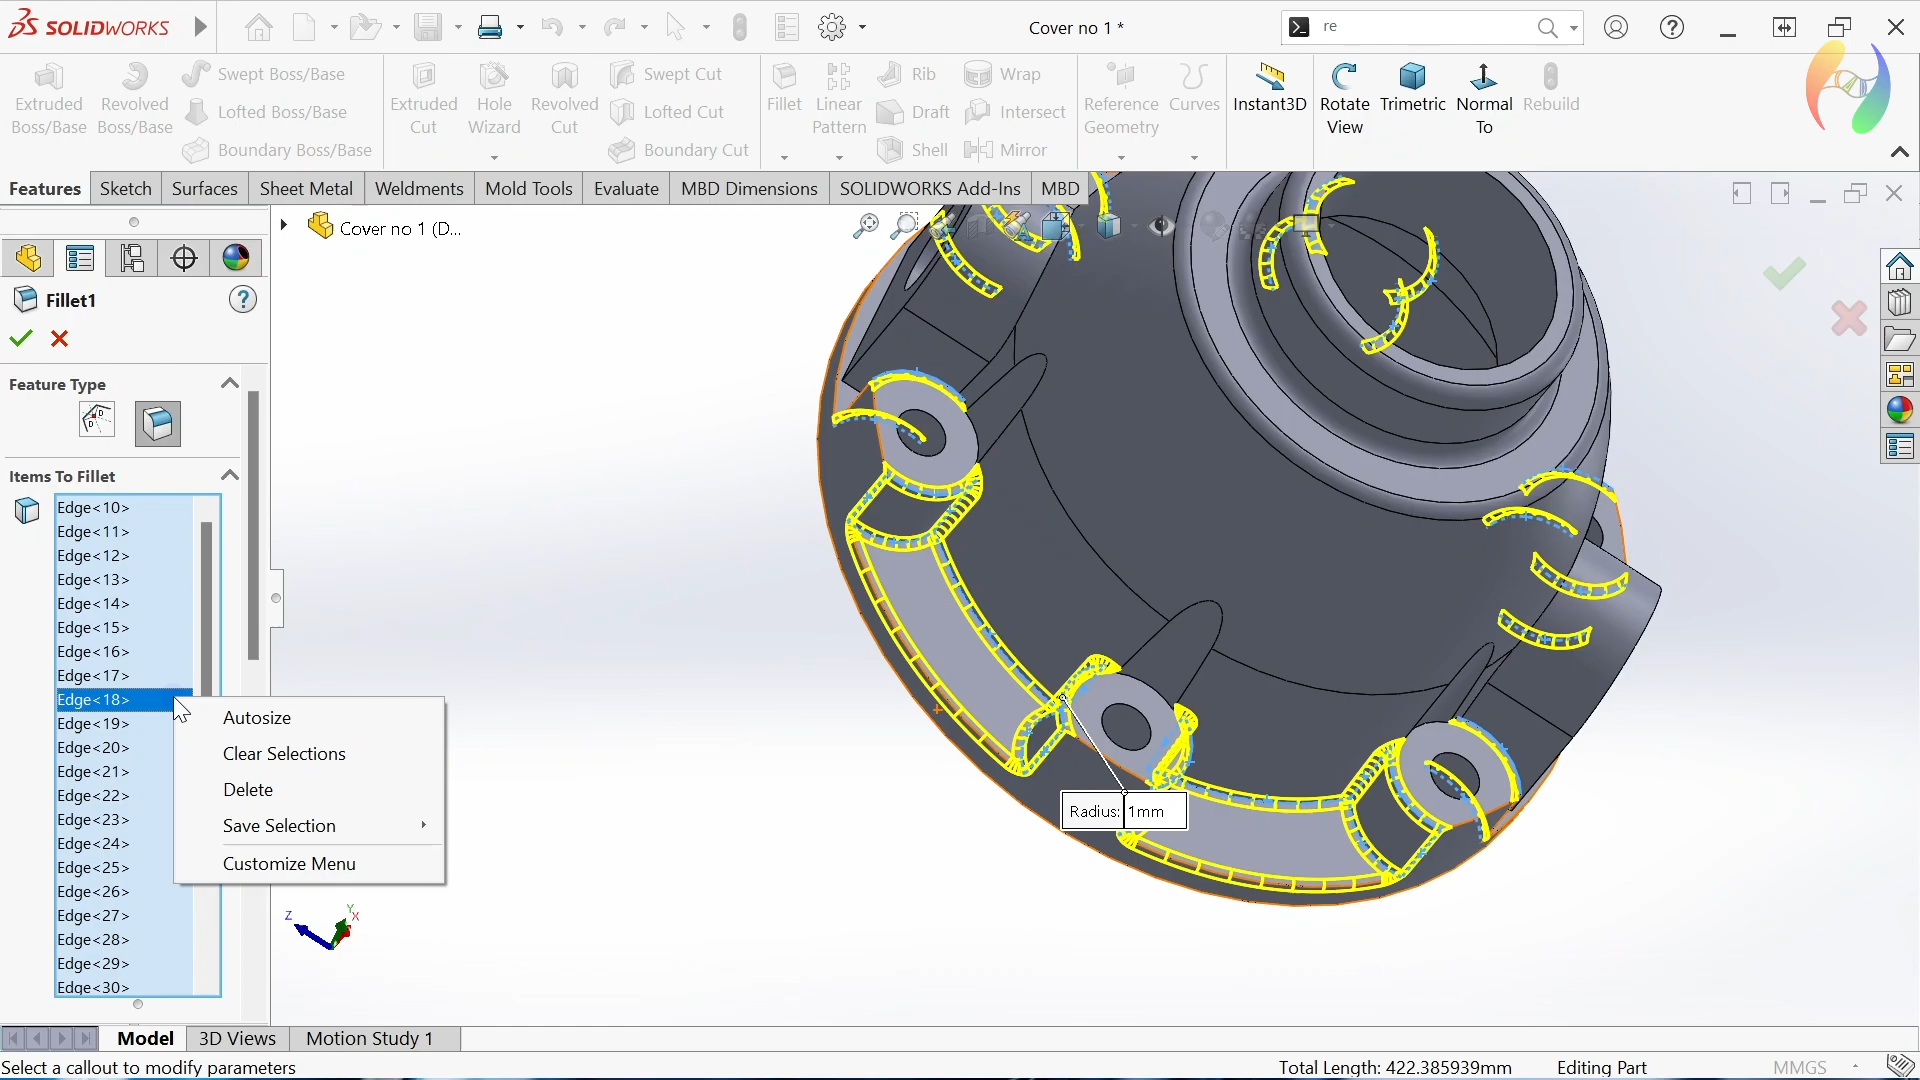 SOLIDWORKS
Cover no 1 *
re
Extruded Boss/Base
Revolved Boss/Base
Swept Boss/Base
Lofted Boss/Base
Boundary Boss/Base
Extruded Cut
Hole Wizard
Revolved Cut
Swept Cut
Lofted Cut
Boundary Cut
Fillet
Linear Pattern
Rib
Draft
Shell
Wrap
Intersect
Mirror
Reference Geometry
Curves
Instant3D
Rotate View
Trimetric
Normal To
Rebuild
Features
Sketch
Surfaces
Sheet Metal
Weldments
Mold Tools
Evaluate
MBD Dimensions
SOLIDWORKS Add-Ins
MBD
Cover no 1 (D...
Fillet1
Feature Type
Items To Fillet
Edge<10>
Edge<11>
Edge<12>
Edge<13>
Edge<14>
Edge<15>
Edge<16>
Edge<17>
Edge<18>
Edge<19>
Edge<20>
Edge<21>
Edge<22>
Edge<23>
Edge<24>
Edge<25>
Edge<26>
Edge<27>
Edge<28>
Edge<29>
Edge<30>
Autosize
Clear Selections
Delete
Save Selection
Customize Menu
Radius: 1mm
Z
Y
X
Model
3D Views
Motion Study 1
Select a callout to modify parameters
Total Length: 422.385939mm
Editing Part
MMGS